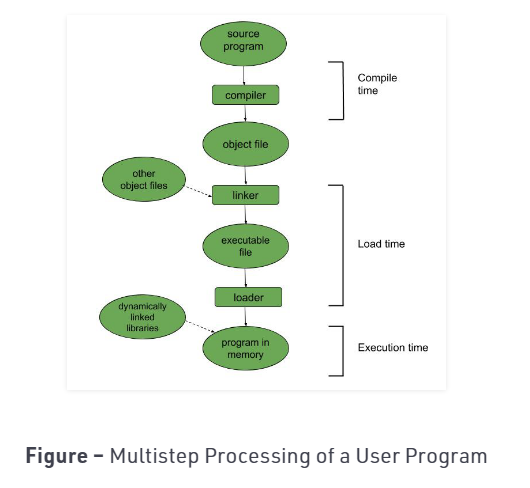 source
program
Compile
time
compiler
object file
other
object files
linker
executable
file
Load time
loader
dynamically
linked
libraries
program in
memory
Execution time
Figure – Multistep Processing of a User Program